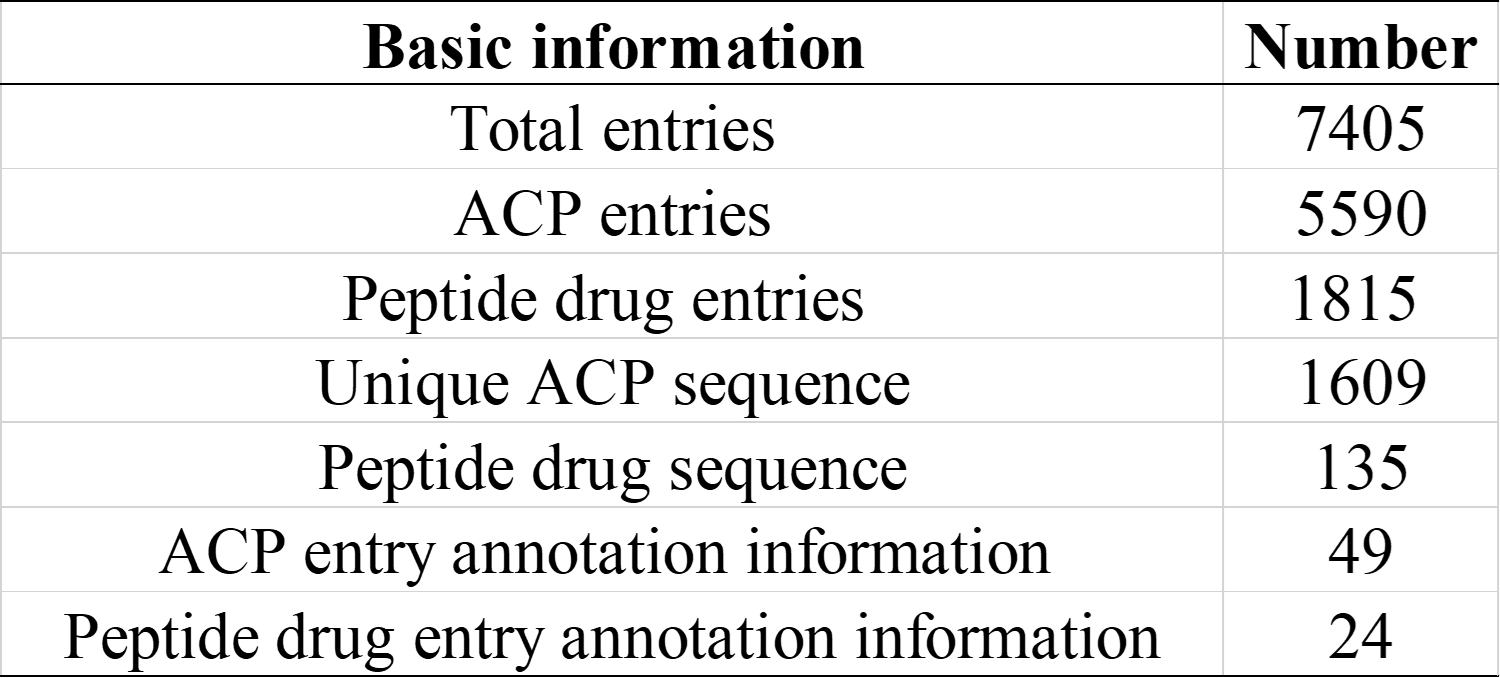 Basic information Number
Total entries 7405
ACP entries 5590
Peptide drug entries 1815
Unique ACP sequence 1609
Peptide drug sequence 135
ACP entry annotation information 49
Peptide drug entry annotation information 24